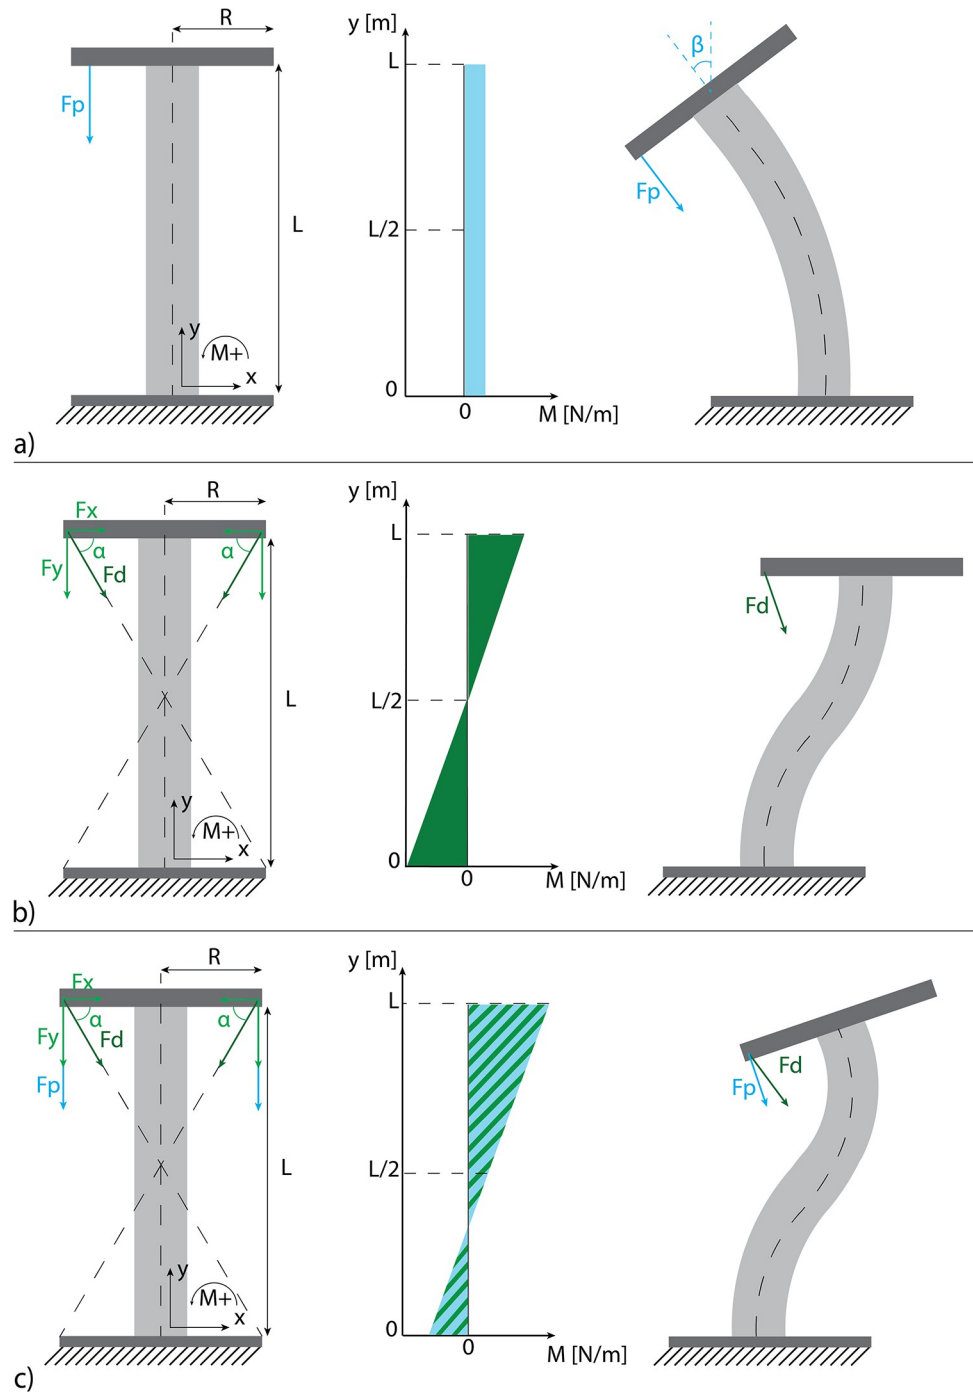 R
y [m]
L
β
Fp
Fp
L/2
L
y
M+
x
0
0
M [N/m]
a)
R
y [m]
Fx
L
α
α
Fy
Fd
Fd
L/2
L
y
M+
x
0
0
M [N/m]
b)
R
y [m]
Fx
L
α
α
Fy
Fd
Fd
Fp
Fp
L/2
L
y
M+
x
0
0
M [N/m]
c)